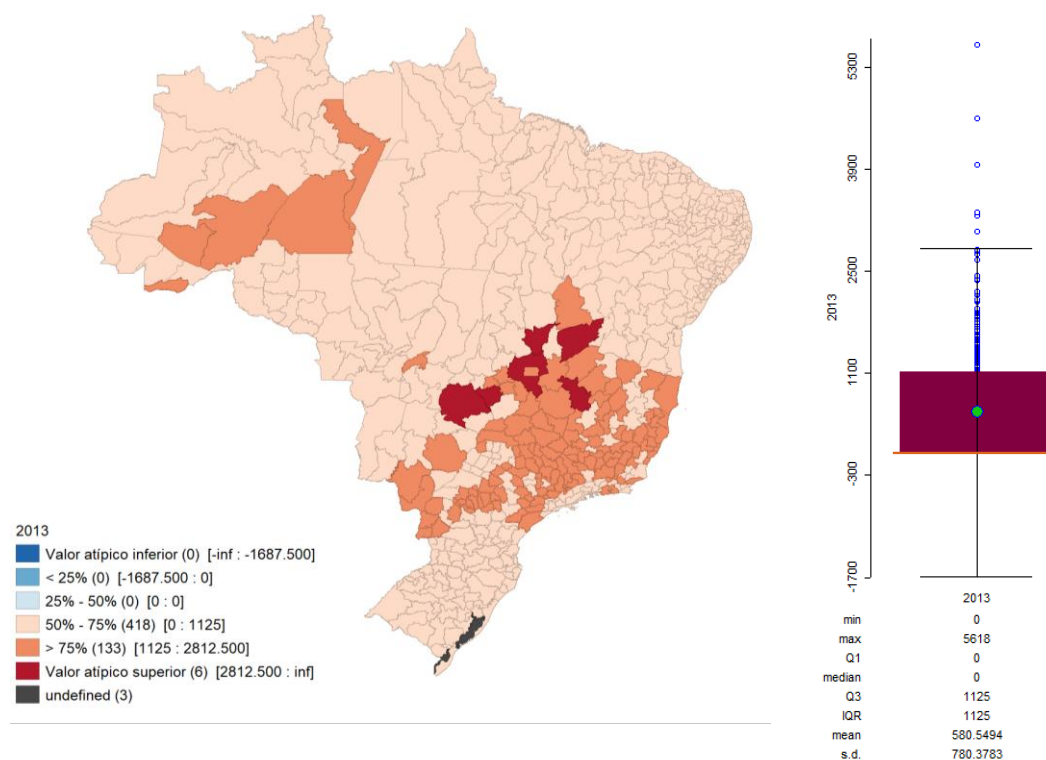 2013
Valor atípico inferior (0) [-inf : -1687.500]
< 25% (0) [-1687.500 : 0]
25% - 50% (0) [0 : 0]
50% - 75% (418) [0 : 1125]
> 75% (133) [1125 : 2812.500]
Valor atípico superior (6) [2812.500 : inf]
undefined (3)
5300
3900
2500
1100
-300
-1700
2013
2013
min 0
max 5618
Q1 0
median 0
Q3 1125
IQR 1125
mean 580.5494
s.d. 780.3783